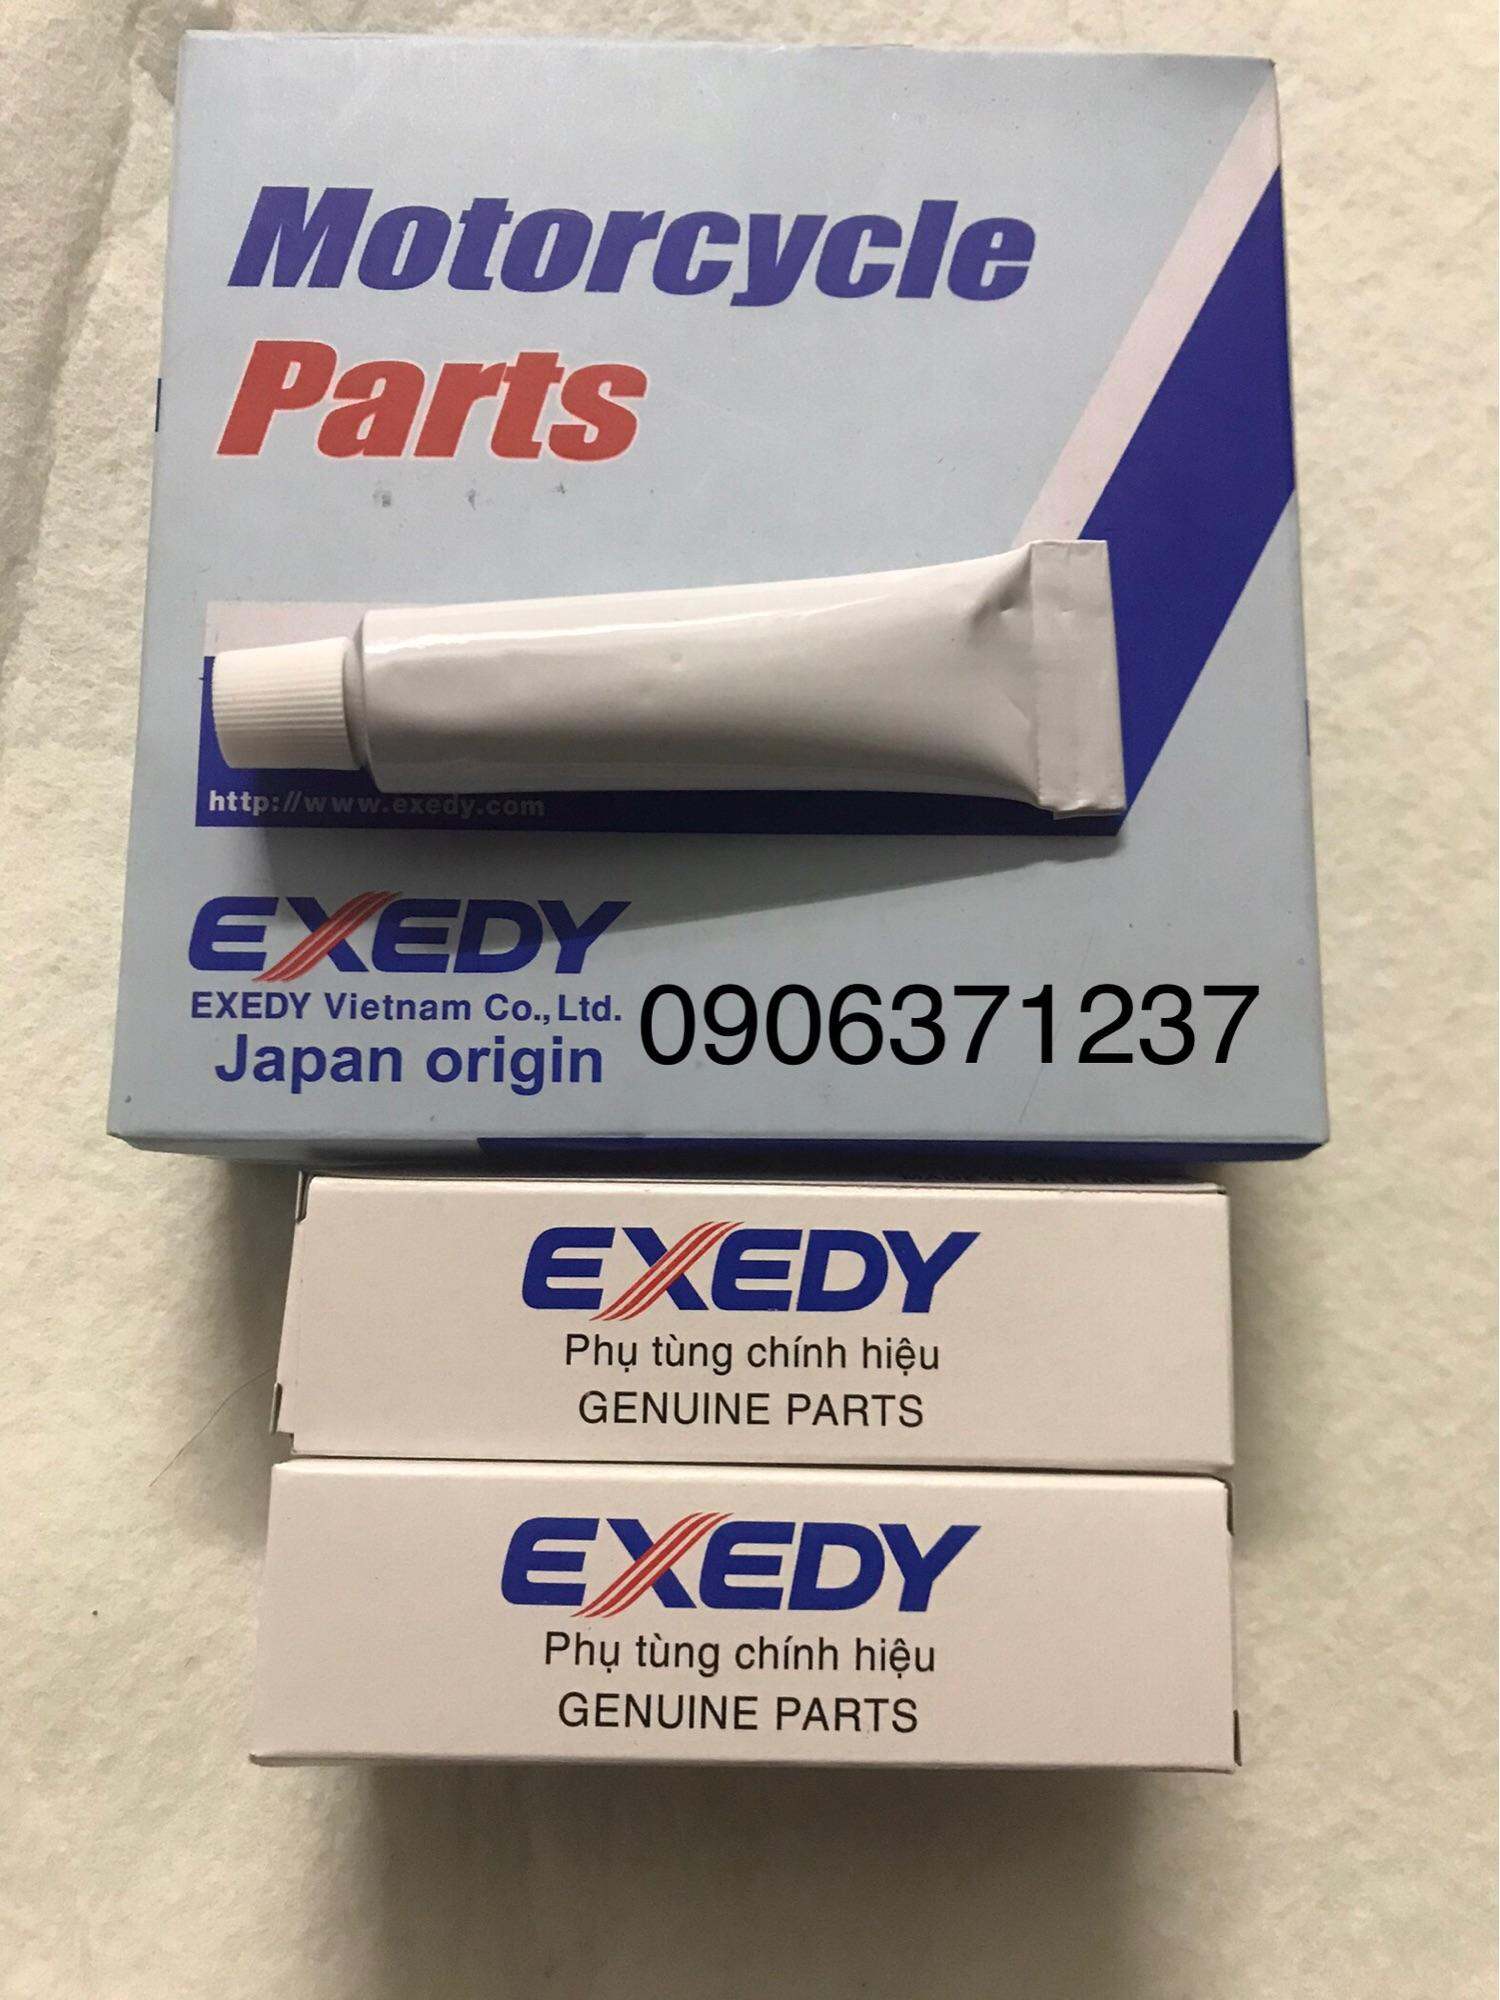 Motorcycle
Parts
http://www.exedy.com
EXEDY
EXEDY Vietnam Co., Ltd.
Japan origin
0906371237
EXEDY
Phụ tùng chính hiệu
GENUINE PARTS
EXEDY
Phụ tùng chính hiệu
GENUINE PARTS